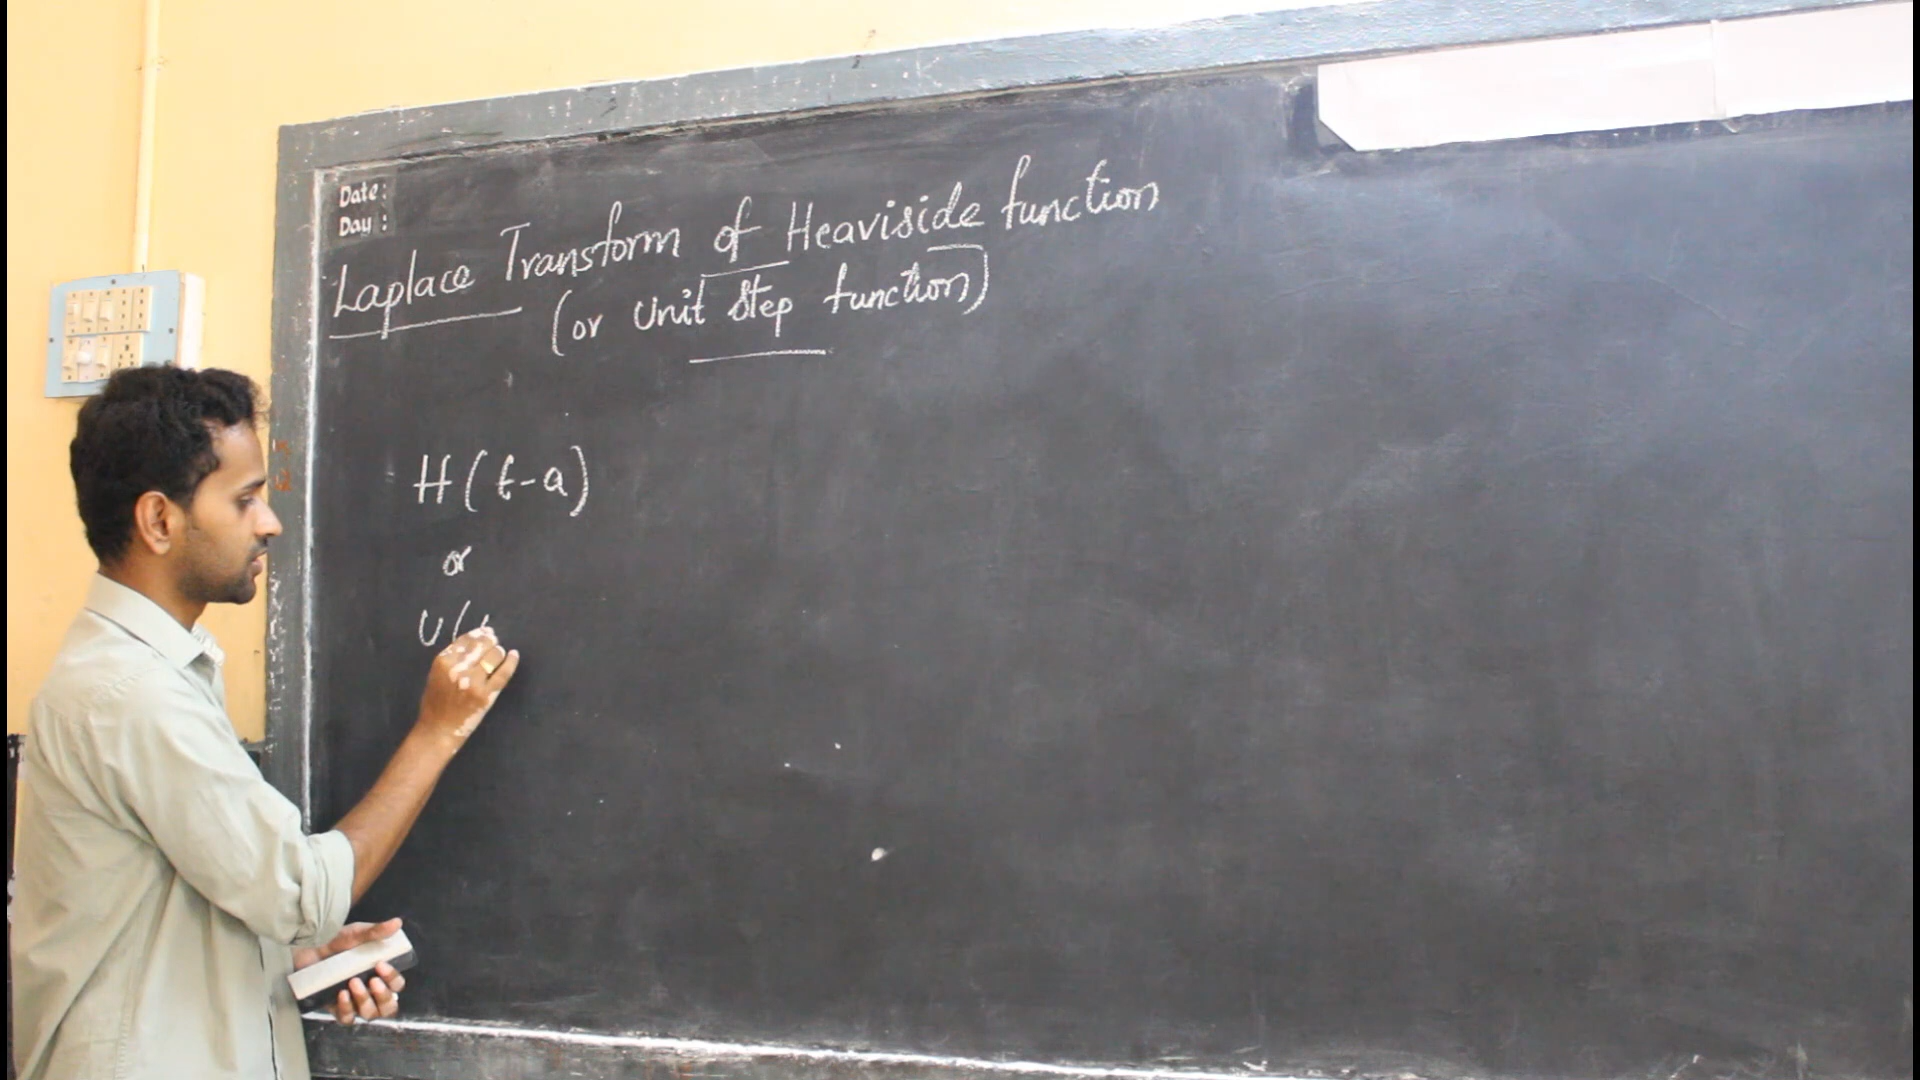 Date:
Day:
Laplace Transform of Heaviside function
(or Unit Step function)
H(t-a)
or
U(t